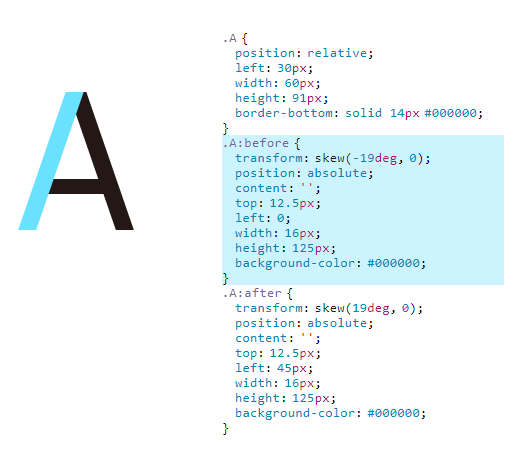 A
.A {
position: relative;
left: 30px;
width: 60px;
height: 91px;
border-bottom: solid 14px #000000;
}
.A:before {
transform: skew(-19deg, 0);
position: absolute;
content: '';
top: 12.5px;
left: 0;
width: 16px;
height: 125px;
background-color: #000000;
}
.A:after {
transform: skew(19deg, 0);
position: absolute;
content: '';
top: 12.5px;
left: 45px;
width: 16px;
height: 125px;
background-color: #000000;
}